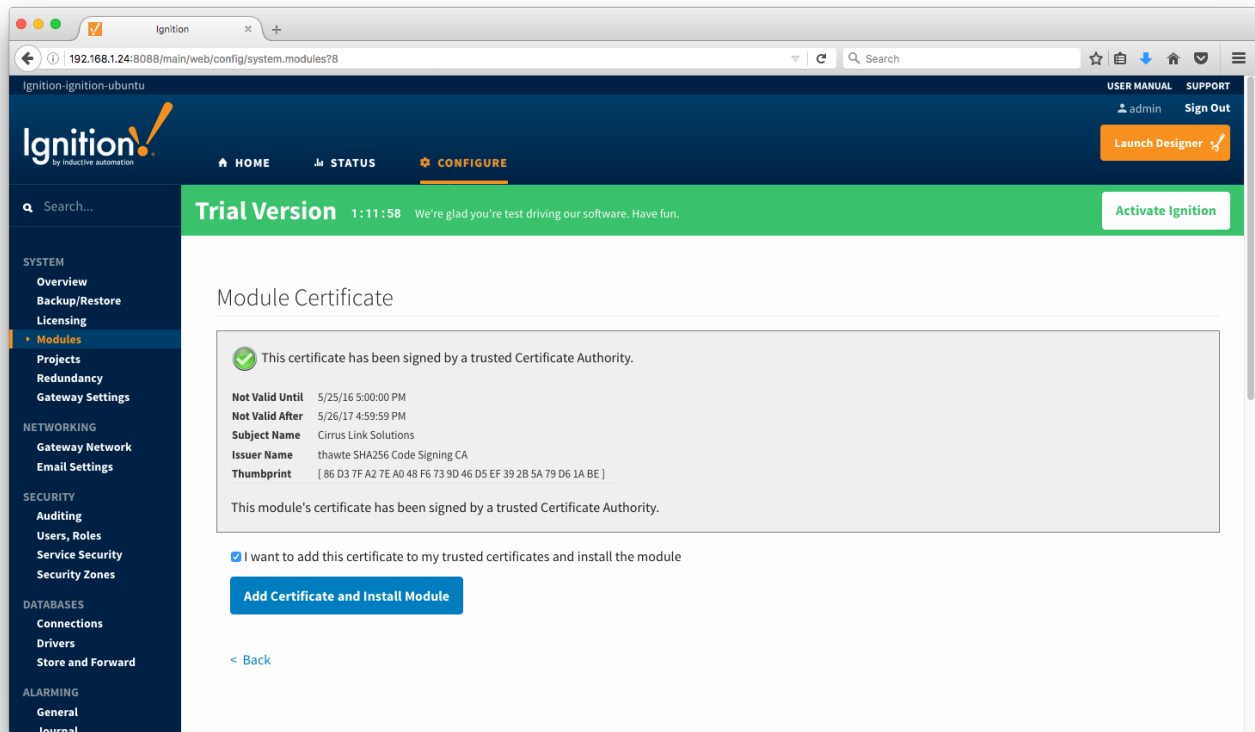 Ignition
192.168.1.24:8088/main/web/config/system.modules?8
Search
Ignition-ignition-ubuntu
USER MANUAL SUPPORT
admin Sign Out
Ignition!
by inductive automation
Launch Designer
HOME STATUS CONFIGURE
Search...
Trial Version 1:11:58 We're glad you're test driving our software. Have fun.
Activate Ignition
SYSTEM
Overview
Backup/Restore
Licensing
Modules
Projects
Redundancy
Gateway Settings
NETWORKING
Gateway Network
Email Settings
SECURITY
Auditing
Users, Roles
Service Security
Security Zones
DATABASES
Connections
Drivers
Store and Forward
ALARMING
General
Journal
Module Certificate
This certificate has been signed by a trusted Certificate Authority.
Not Valid Until 5/25/16 5:00:00 PM
Not Valid After 5/26/17 4:59:59 PM
Subject Name Cirrus Link Solutions
Issuer Name thawte SHA256 Code Signing CA
Thumbprint [ 86 D3 7F A2 7E A0 48 F6 73 9D 46 D5 EF 39 2B 5A 79 D6 1A BE ]
This module's certificate has been signed by a trusted Certificate Authority.
I want to add this certificate to my trusted certificates and install the module
Add Certificate and Install Module
< Back